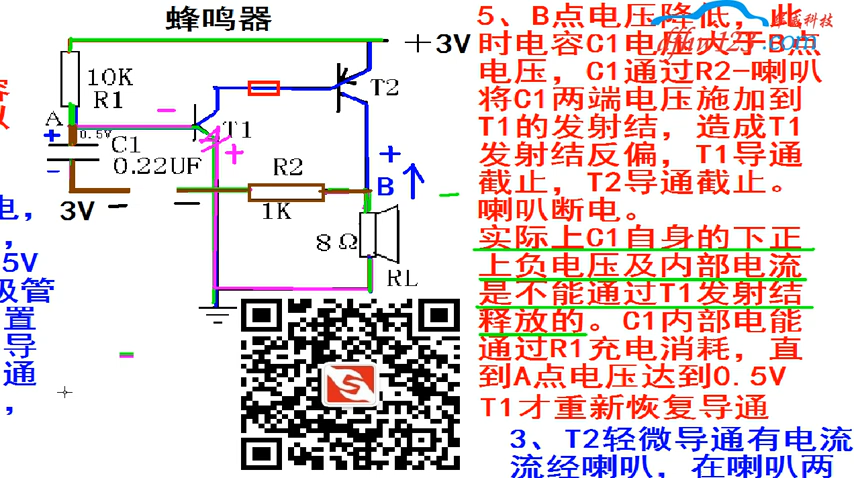 蜂鸣器
+3V
10K
R1
A
+
0.5V
-
C1
0.22UF
3V
-
-
+
T1
T2
R2
1K
+
B
-
8Ω
RL
电,
,
5V
极管
置
导
通
,
5、B点电压降低,此
时电容C1电压大于B点
电压,C1通过R2-喇叭
将C1两端电压施加到
T1的发射结,造成T1
发射结反偏,T1导通
截止,T2导通截止。
喇叭断电。
实际上C1自身的下正
上负电压及内部电流
是不能通过T1发射结
释放的。C1内部电能
通过R1充电消耗,直
到A点电压达到0.5V
T1才重新恢复导通
3、T2轻微导通有电流
流经喇叭,在喇叭两
科技
.com